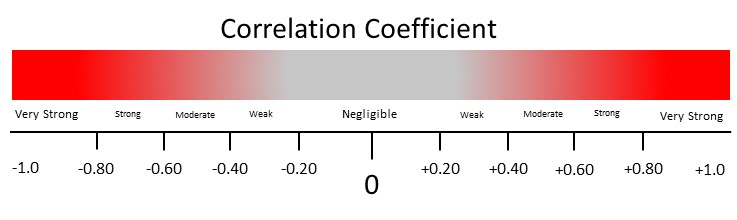 Correlation Coefficient
Very Strong Strong Moderate Weak Negligible Weak Moderate Strong Very Strong
-1.0 -0.80 -0.60 -0.40 -0.20 0 +0.20 +0.40 +0.60 +0.80 +1.0